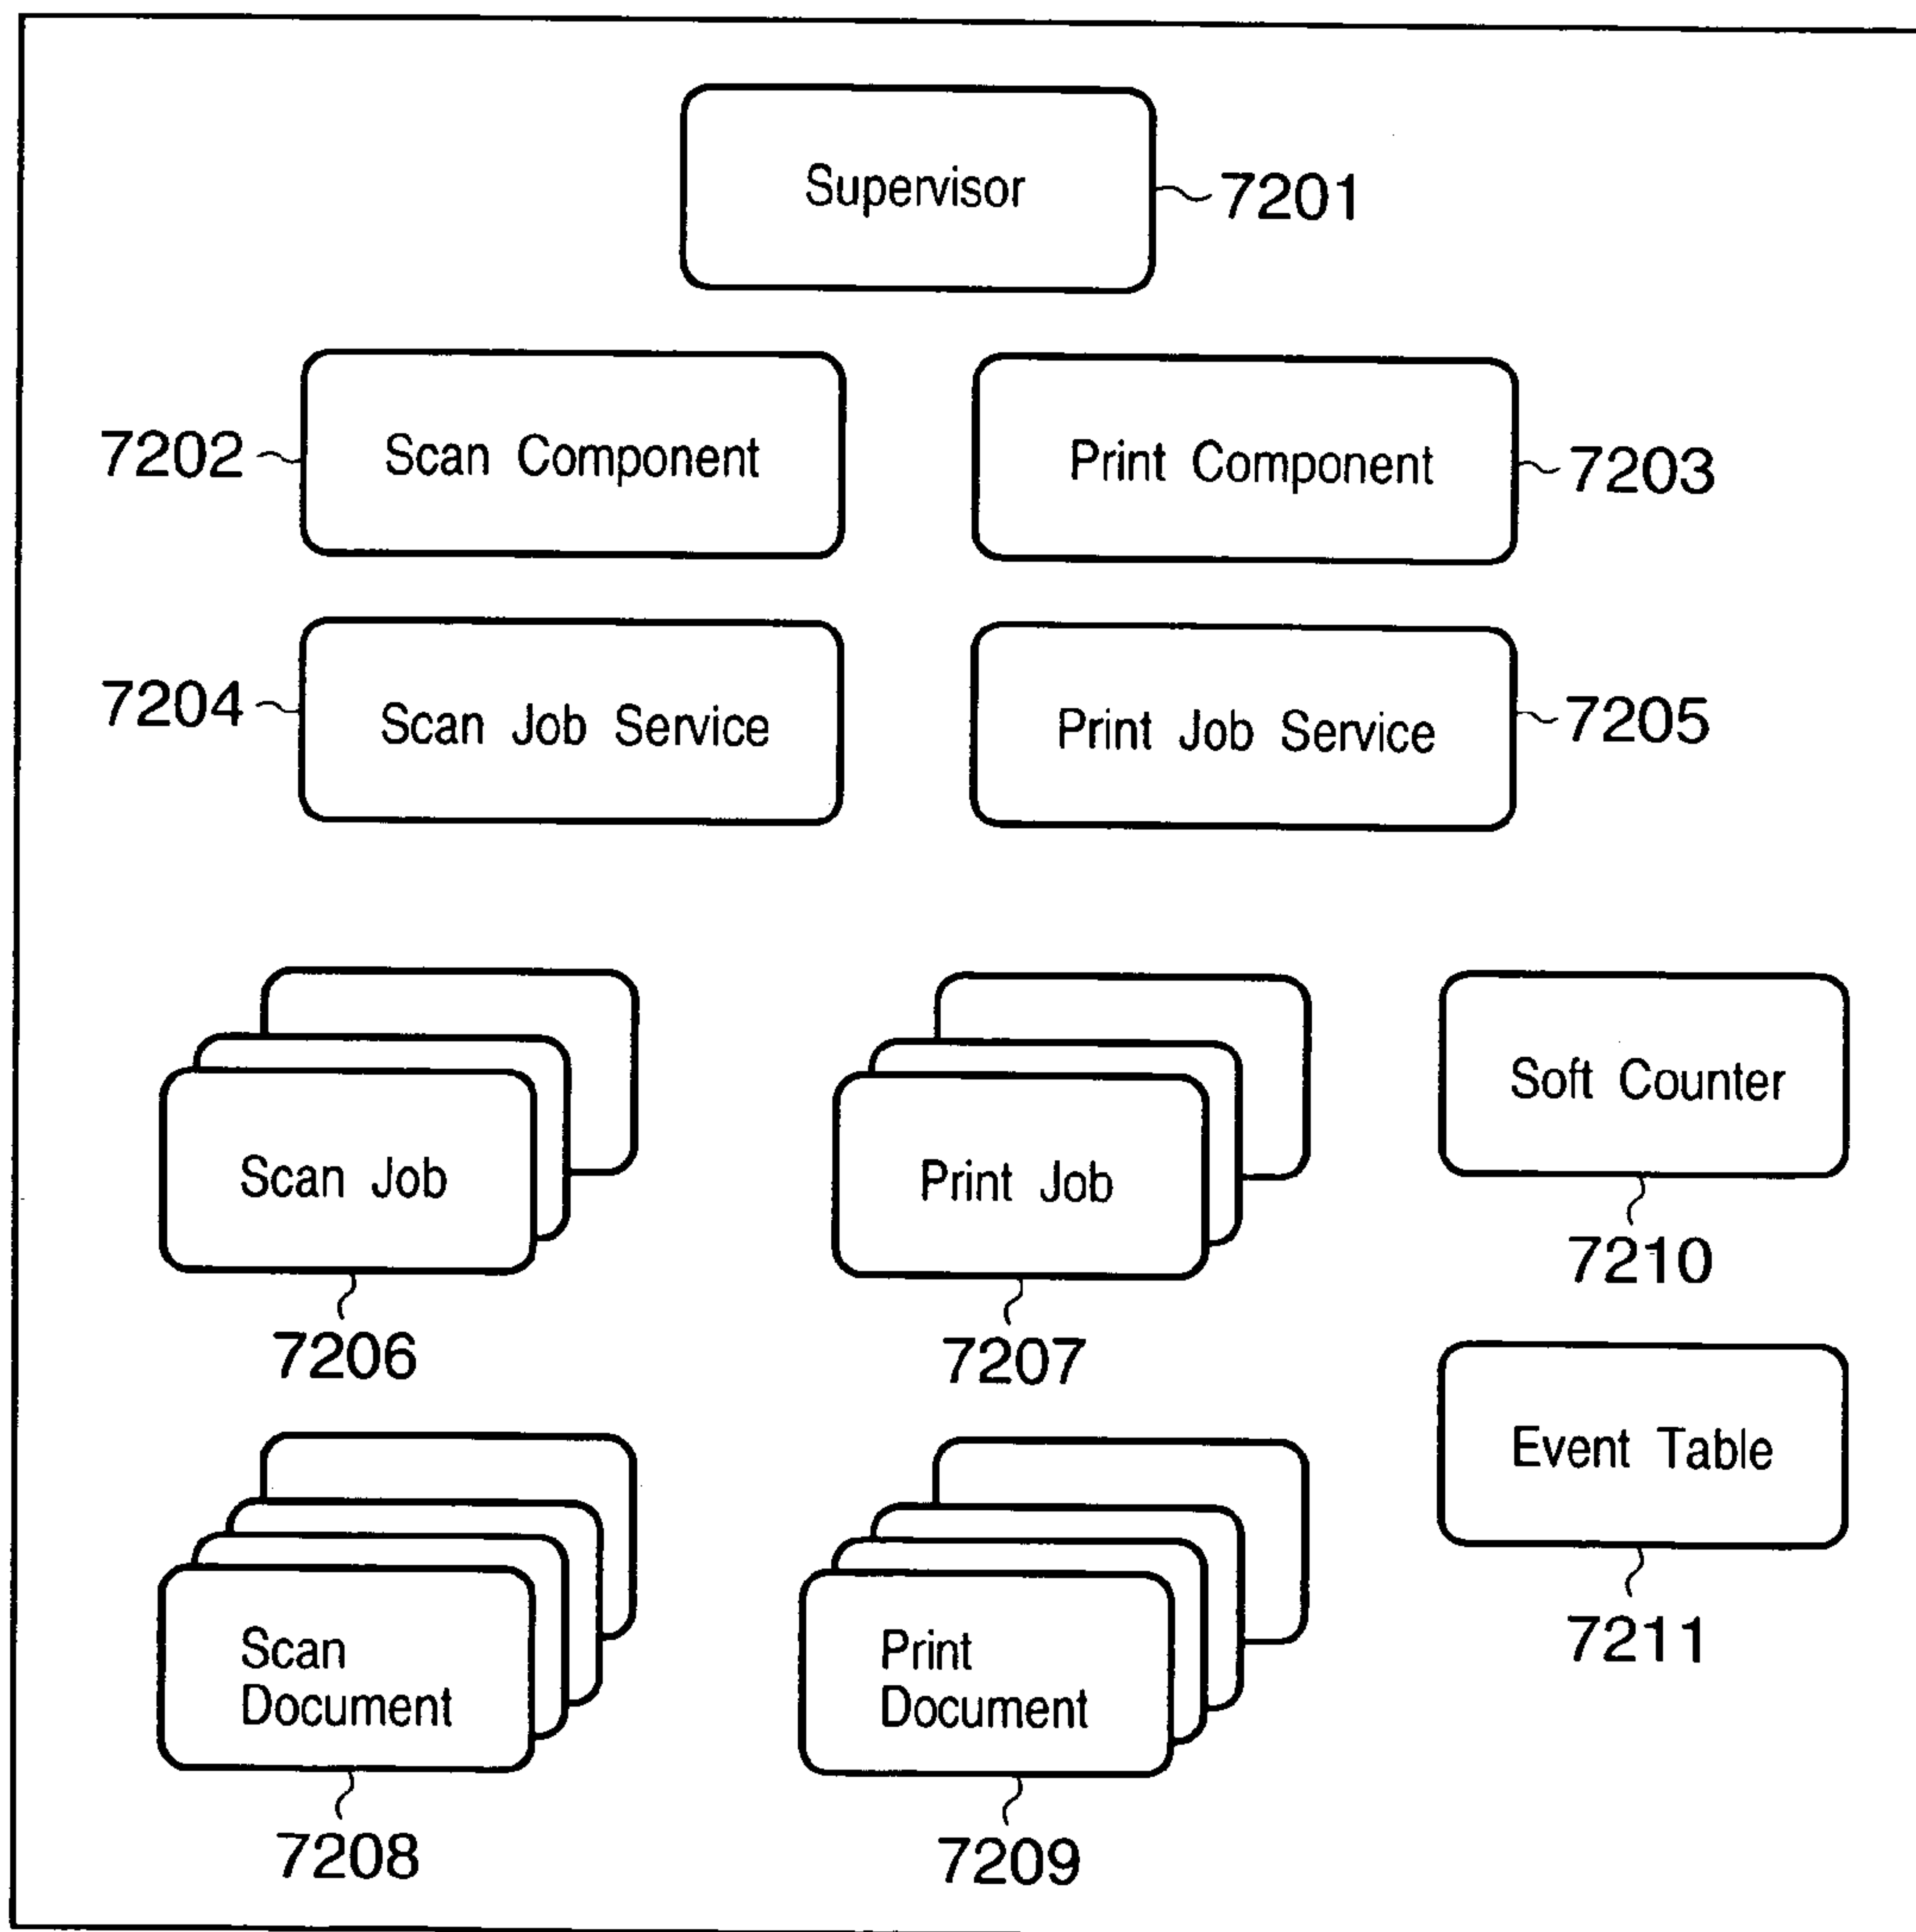 Supervisor
7201
7202
Scan Component
Print Component
7203
7204
Scan Job Service
Print Job Service
7205
Scan Job
7206
Print Job
7207
Soft Counter
7210
Event Table
7211
Scan
Document
7208
Print
Document
7209